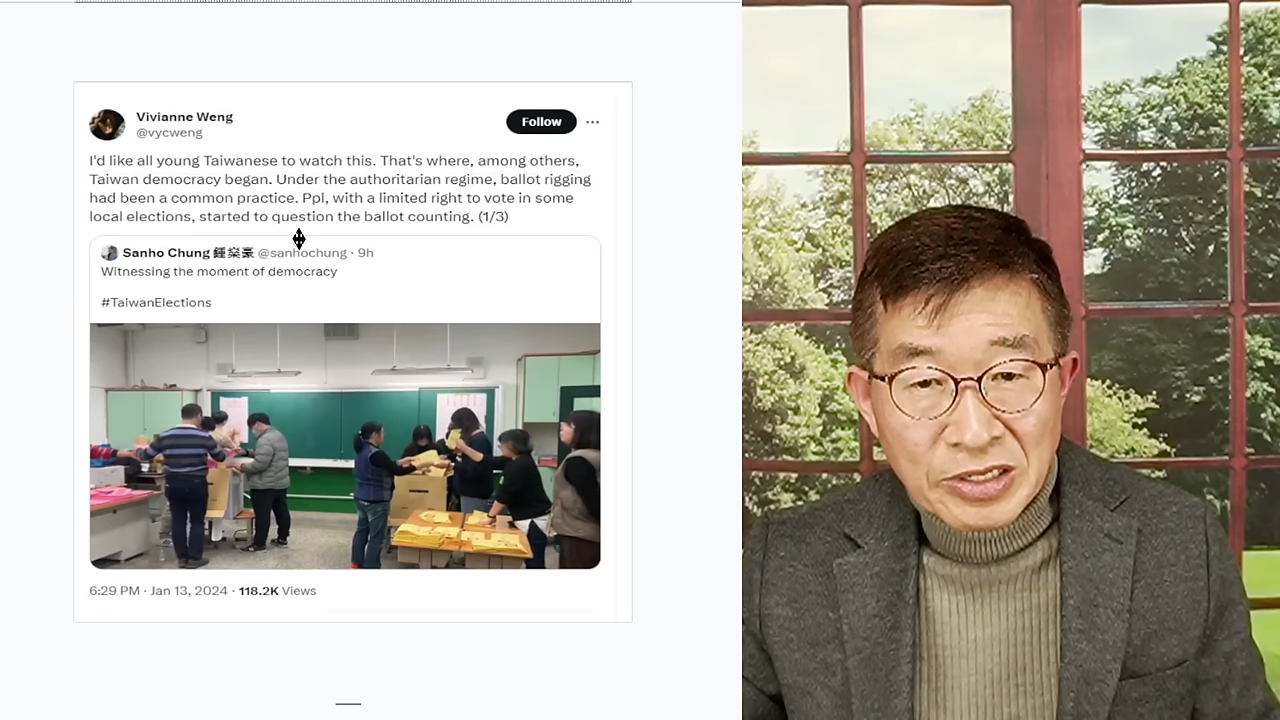 Vivianne Weng
@vycweng
Follow
I'd like all young Taiwanese to watch this. That's where, among others,
Taiwan democracy began. Under the authoritarian regime, ballot rigging
had been a common practice. Ppl, with a limited right to vote in some
local elections, started to question the ballot counting. (1/3)
Sanho Chung 鍾燊豪 @sanhochung · 9h
Witnessing the moment of democracy
#TaiwanElections
6:29 PM · Jan 13, 2024 · 118.2K Views